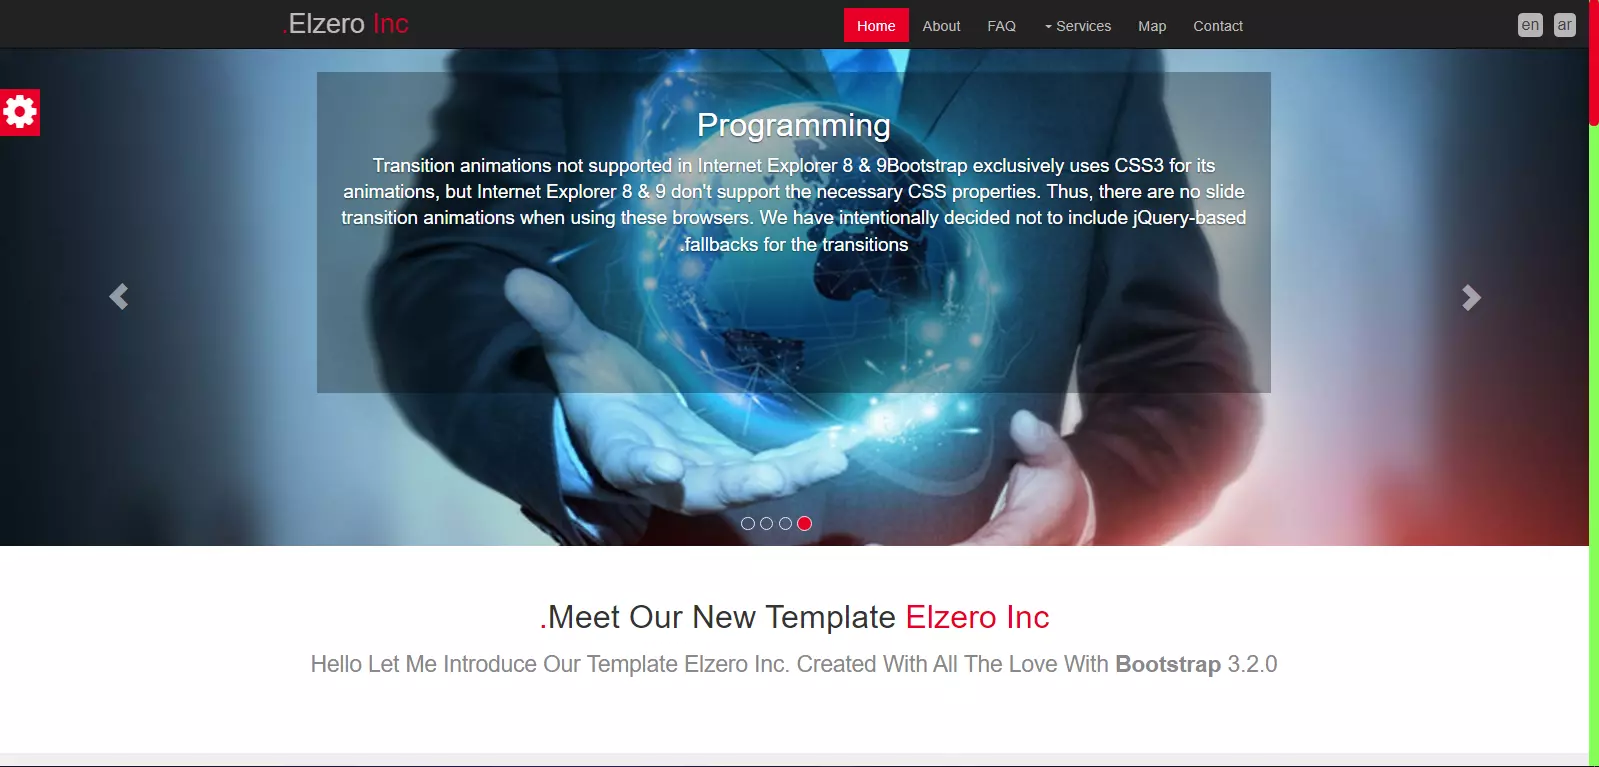 .Elzero Inc
Home About FAQ Services Map Contact
en ar
Programming
Transition animations not supported in Internet Explorer 8 & 9Bootstrap exclusively uses CSS3 for its
animations, but Internet Explorer 8 & 9 don't support the necessary CSS properties. Thus, there are no slide
transition animations when using these browsers. We have intentionally decided not to include jQuery-based
.fallbacks for the transitions
.Meet Our New Template Elzero Inc
Hello Let Me Introduce Our Template Elzero Inc. Created With All The Love With Bootstrap 3.2.0